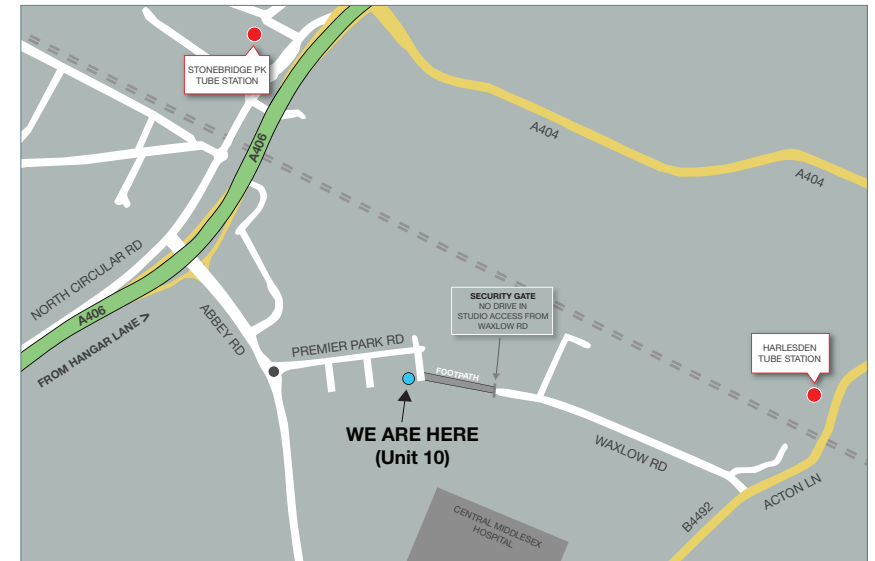 STONEBRIDGE PK
TUBE STATION
A406
A404
A404
NORTH CIRCULAR RD
A406
FROM HANGAR LANE >
ABBEY RD
PREMIER PARK RD
SECURITY GATE
NO DRIVE IN
STUDIO ACCESS FROM
WAXLOW RD
HARLESDEN
TUBE STATION
FOOTPATH
WE ARE HERE
(Unit 10)
WAXLOW RD
ACTON LN
B4492
CENTRAL MIDDLESEX
HOSPITAL